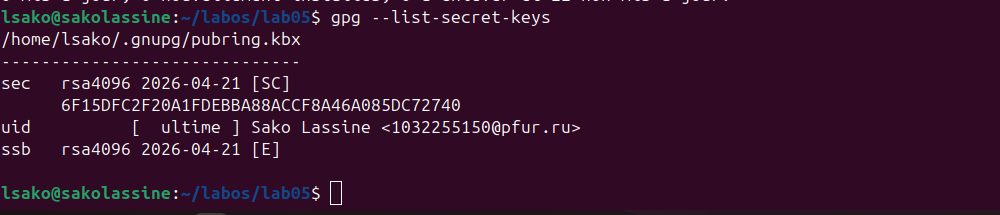 lsako@sakolassine:~/labos/lab05$ gpg --list-secret-keys
/home/lsako/.gnupg/pubring.kbx
------------------------------
sec   rsa4096 2026-04-21 [SC]
      6F15DFC2F20A1FDEBBA88ACCF8A46A085DC72740
uid          [  ultime ] Sako Lassine <1032255150@pfur.ru>
ssb   rsa4096 2026-04-21 [E]
lsako@sakolassine:~/labos/lab05$